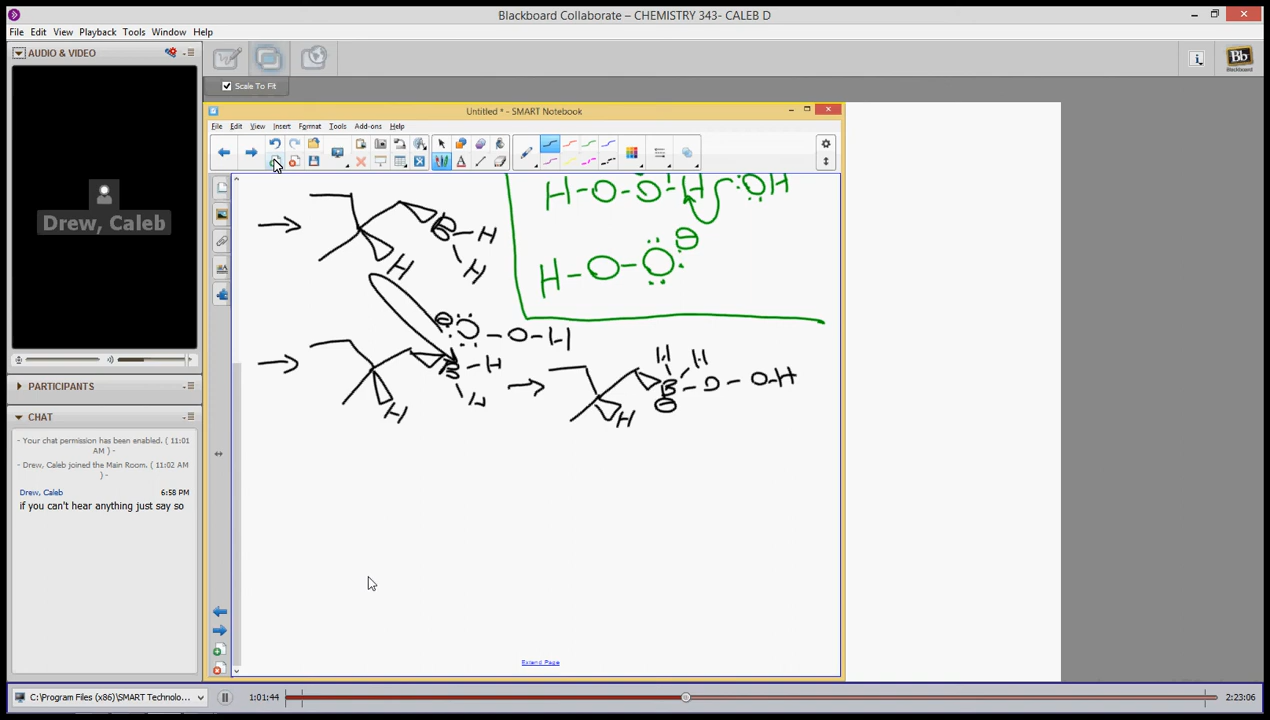 Blackboard Collaborate – CHEMISTRY 343- CALEB D
File Edit View Playback Tools Window Help
AUDIO & VIDEO
Bb
Blackboard
Scale To Fit
Untitled * - SMART Notebook
File Edit View Insert Format Tools Add-ons Help
A
Drew, Caleb
H - O - O - H :OH
B - H
H
H
H - O - O: ⊖
⊖ :O - O - H
B - H
H
H
H H
B - O - O-H
⊖
H
PARTICIPANTS
CHAT
- Your chat permission has been enabled. ( 11:01
AM ) -
- Drew, Caleb joined the Main Room. ( 11:02 AM
) -
Drew, Caleb 6:58 PM
if you can't hear anything just say so
Extend Page
C:\Program Files (x86)\SMART Technolo...
1:01:44
2:23:06